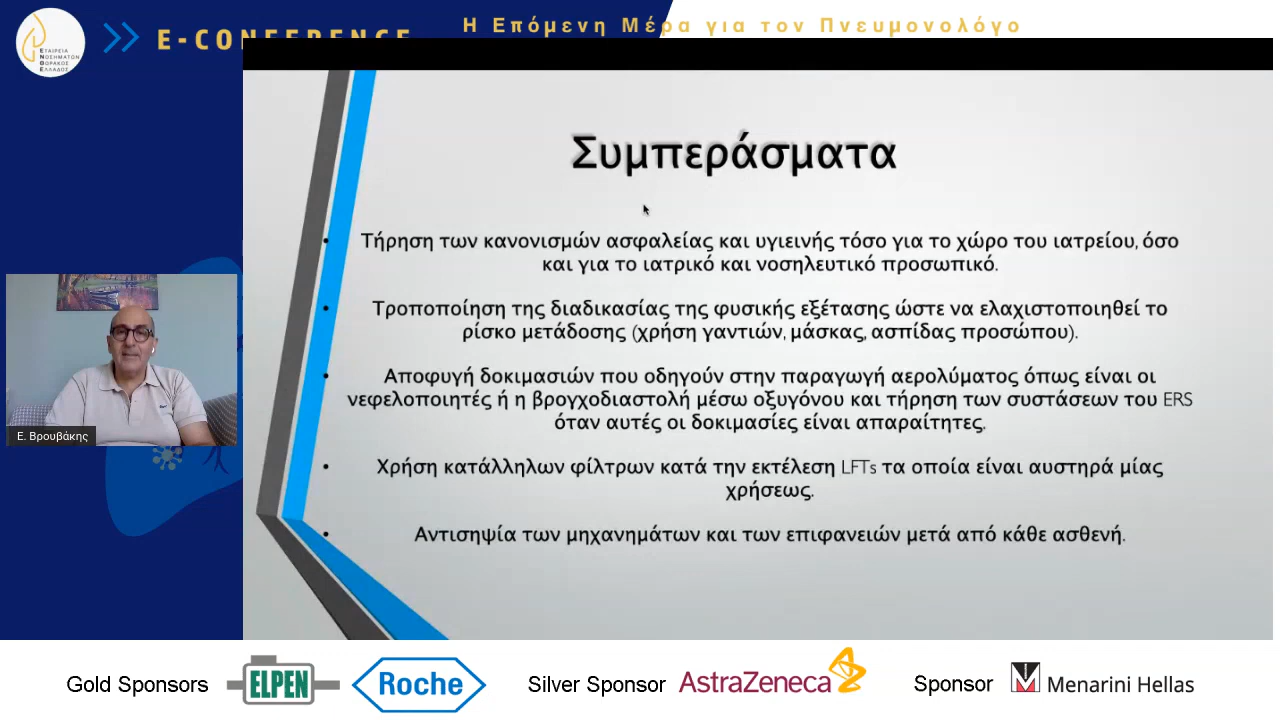 Η Επόμενη Μέρα για τον Πνευμονολόγο
E-CONFERENCE
ΕΤΑΙΡΕΙΑ
ΝΟΣΗΜΑΤΩΝ
ΘΩΡΑΚΟΣ
ΕΛΛΑΔΟΣ
Συμπεράσματα
• Τήρηση των κανονισμών ασφαλείας και υγιεινής τόσο για το χώρο του ιατρείου, όσο
και για το ιατρικό και νοσηλευτικό προσωπικό.
• Τροποποίηση της διαδικασίας της φυσικής εξέτασης ώστε να ελαχιστοποιηθεί το
ρίσκο μετάδοσης (χρήση γαντιών, μάσκας, ασπίδας προσώπου).
• Αποφυγή δοκιμασιών που οδηγούν στην παραγωγή αερολύματος όπως είναι οι
νεφελοποιητές ή η βρογχοδιαστολή μέσω οξυγόνου και τήρηση των συστάσεων του ERS
όταν αυτές οι δοκιμασίες είναι απαραίτητες.
• Χρήση κατάλληλων φίλτρων κατά την εκτέλεση LFTs τα οποία είναι αυστηρά μίας
χρήσεως.
• Αντισηψία των μηχανημάτων και των επιφανειών μετά από κάθε ασθενή.
Ε. Βρουβάκης
Gold Sponsors ELPEN Roche Silver Sponsor AstraZeneca Sponsor Menarini Hellas